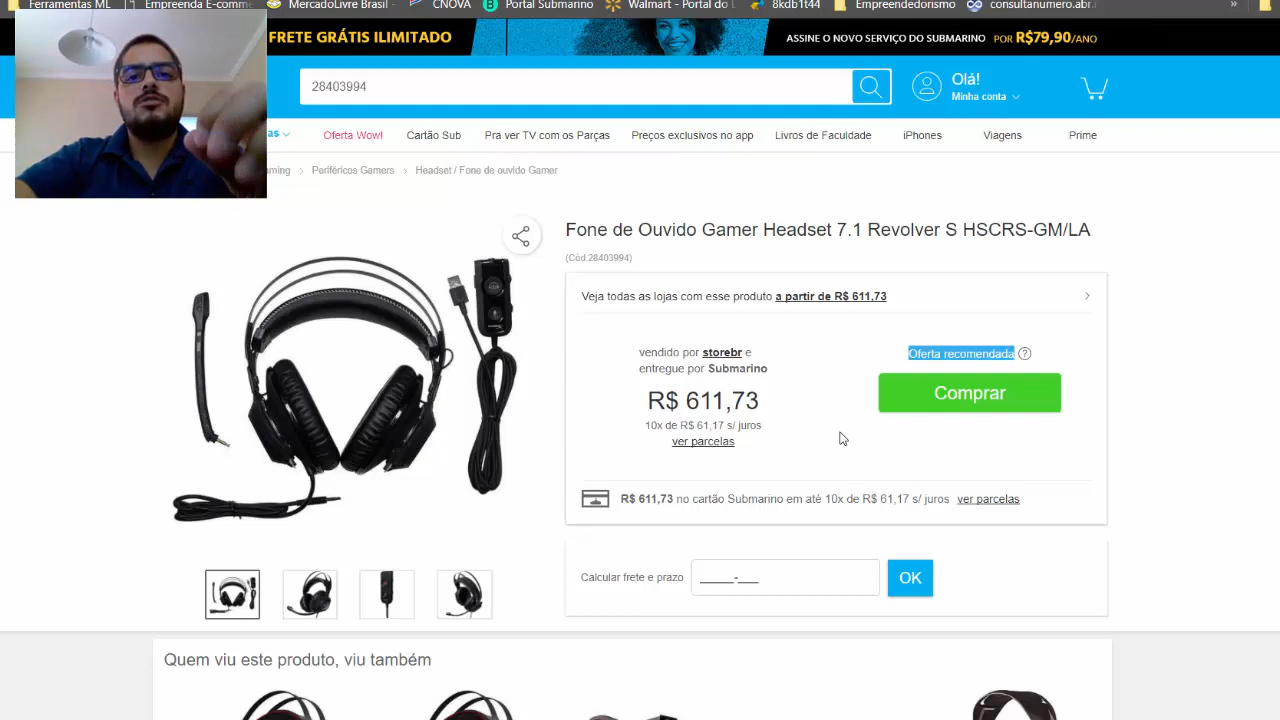 Ferramentas ML
Empreenda E-comme
MercadoLivre Brasil
CNOVA
Portal Submarino
Walmart - Portal do
8kdb1t44
Empreendedorismo
consultanumero.abr.
»
FRETE GRÁTIS ILIMITADO
ASSINE O NOVO SERVIÇO DO SUBMARINO POR R$79,90/ANO
28403994
Olá!
Minha conta
as
Oferta Wow!
Cartão Sub
Pra ver TV com os Parças
Preços exclusivos no app
Livros de Faculdade
iPhones
Viagens
Prime
ming > Periféricos Gamers > Headset / Fone de ouvido Gamer
Fone de Ouvido Gamer Headset 7.1 Revolver S HSCRS-GM/LA
(Cód.28403994)
Veja todas as lojas com esse produto a partir de R$ 611,73
vendido por storebr e
entregue por Submarino
R$ 611,73
10x de R$ 61,17 s/ juros
ver parcelas
Oferta recomendada ?
Comprar
R$ 611,73 no cartão Submarino em até 10x de R$ 61,17 s/ juros ver parcelas
Calcular frete e prazo
_____-___
OK
Quem viu este produto, viu também